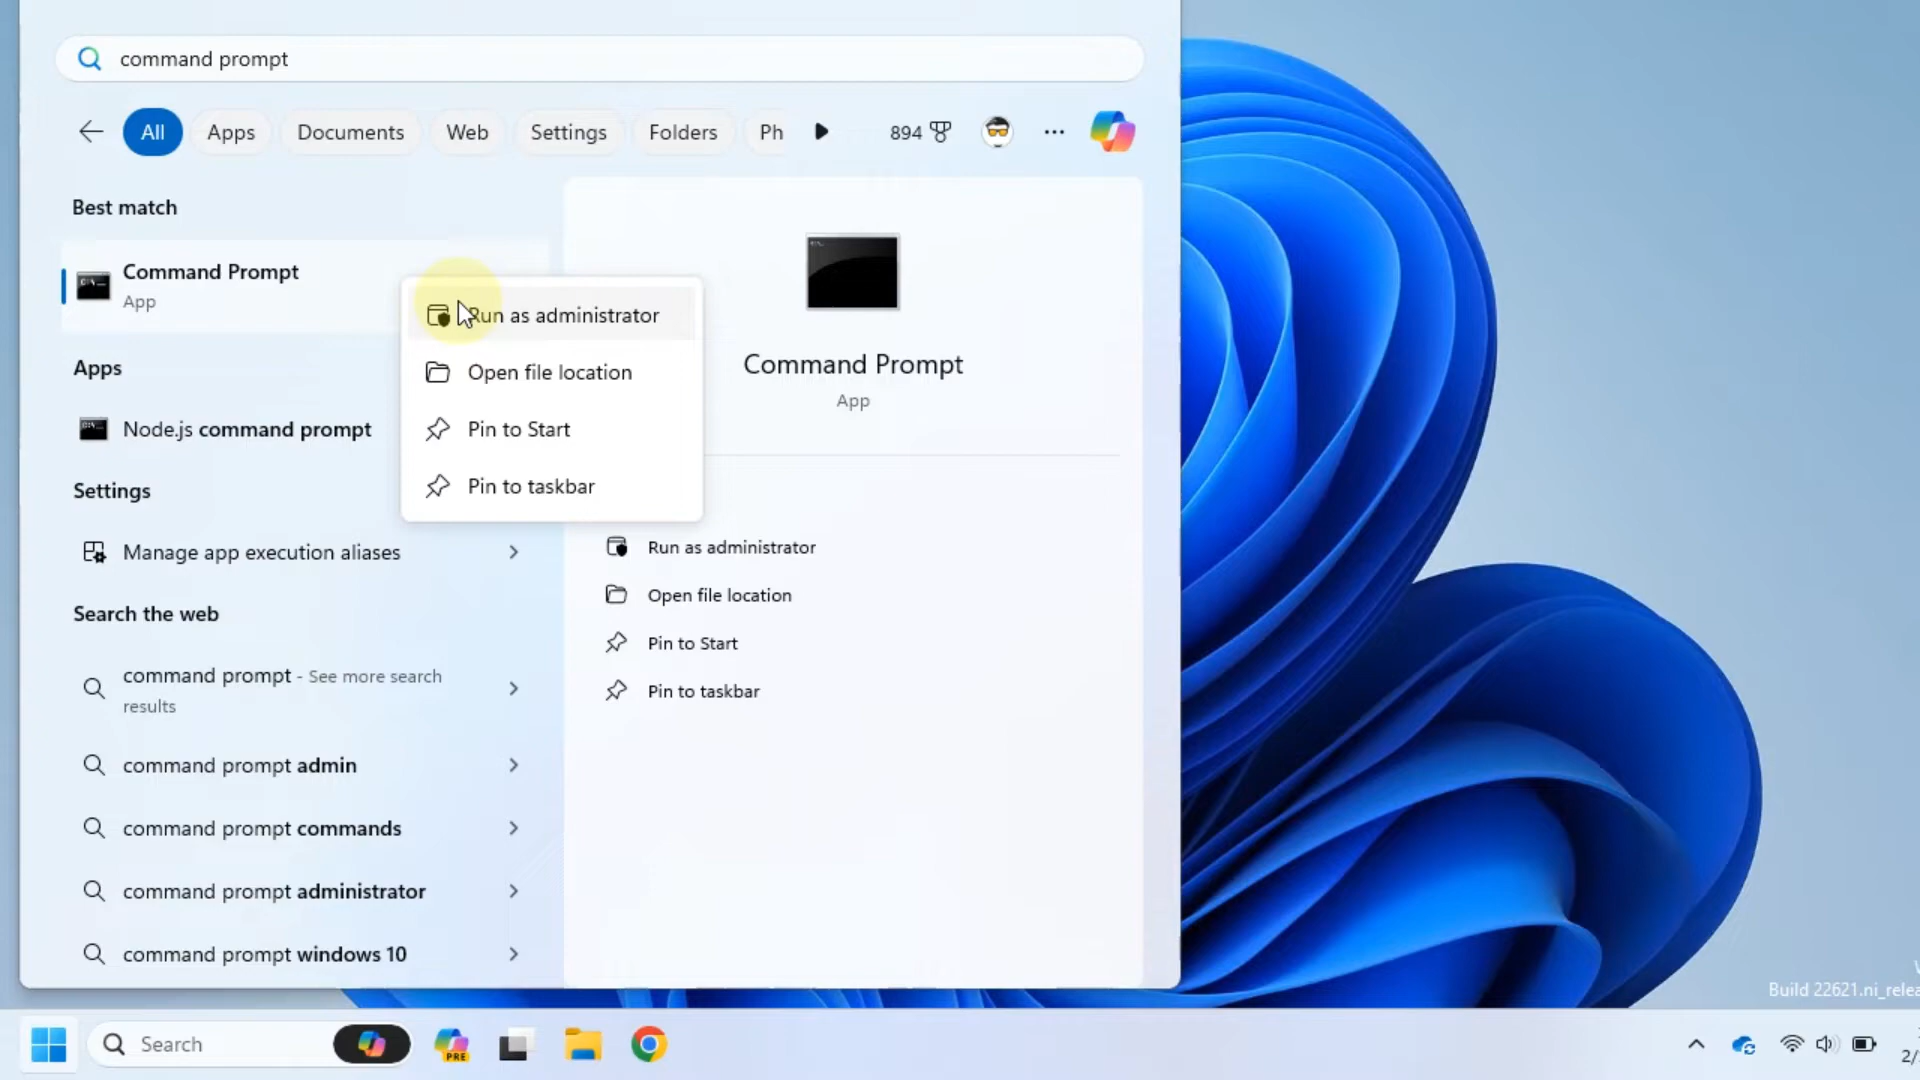 command prompt
All
Apps
Documents
Web
Settings
Folders
Ph
894
Best match
Command Prompt
App
Apps
Node.js command prompt
Settings
Manage app execution aliases
Search the web
command prompt - See more search
results
command prompt admin
command prompt commands
command prompt administrator
command prompt windows 10
Run as administrator
Open file location
Pin to Start
Pin to taskbar
Command Prompt
App
Run as administrator
Open file location
Pin to Start
Pin to taskbar
Build 22621.ni_relea
Search
PRE
2/